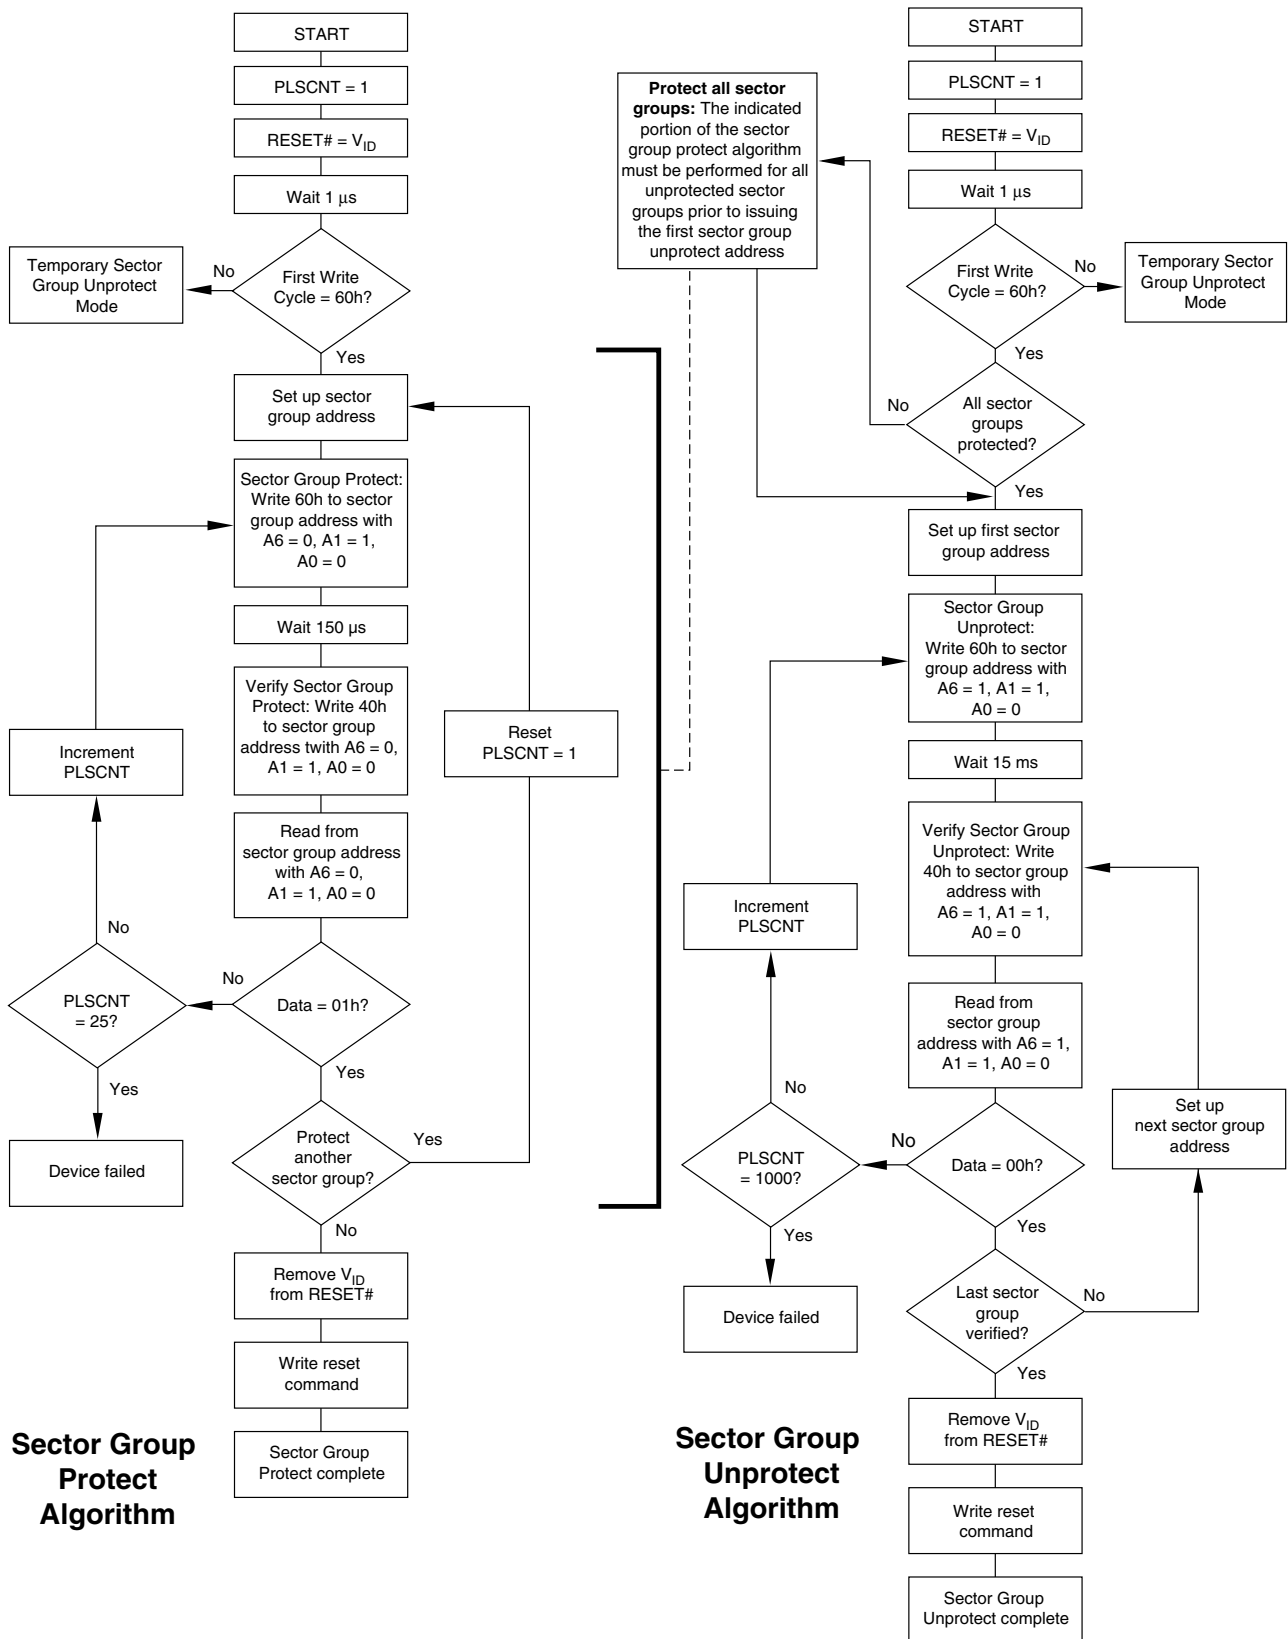 START
PLSCNT = 1
RESET# = VID
Wait 1 μs
First Write
Cycle = 60h?
No
Temporary Sector
Group Unprotect
Mode
Yes
Set up sector
group address
Sector Group Protect:
Write 60h to sector
group address with
A6 = 0, A1 = 1,
A0 = 0
Wait 150 µs
Verify Sector Group
Protect: Write 40h
to sector group
address twith A6 = 0,
A1 = 1, A0 = 0
Reset
PLSCNT = 1
Increment
PLSCNT
Read from
sector group address
with A6 = 0,
A1 = 1, A0 = 0
No
PLSCNT
= 25?
No
Data = 01h?
Yes
Yes
Device failed
Protect
another
sector group?
Yes
No
Remove VID
from RESET#
Write reset
command
Sector Group
Protect complete
Sector Group
Protect
Algorithm
Protect all sector
groups: The indicated
portion of the sector
group protect algorithm
must be performed for all
unprotected sector
groups prior to issuing
the first sector group
unprotect address
START
PLSCNT = 1
RESET# = VID
Wait 1 μs
First Write
Cycle = 60h?
No
Temporary Sector
Group Unprotect
Mode
Yes
No
All sector
groups
protected?
Yes
Set up first sector
group address
Sector Group
Unprotect:
Write 60h to sector
group address with
A6 = 1, A1 = 1,
A0 = 0
Wait 15 ms
Verify Sector Group
Unprotect: Write
40h to sector group
address with
A6 = 1, A1 = 1,
A0 = 0
Increment
PLSCNT
Read from
sector group
address with A6 = 1,
A1 = 1, A0 = 0
No
PLSCNT
= 1000?
No
Data = 00h?
Set up
next sector group
address
Yes
Yes
Device failed
Last sector
group
verified?
No
Yes
Remove VID
from RESET#
Write reset
command
Sector Group
Unprotect complete
Sector Group
Unprotect
Algorithm